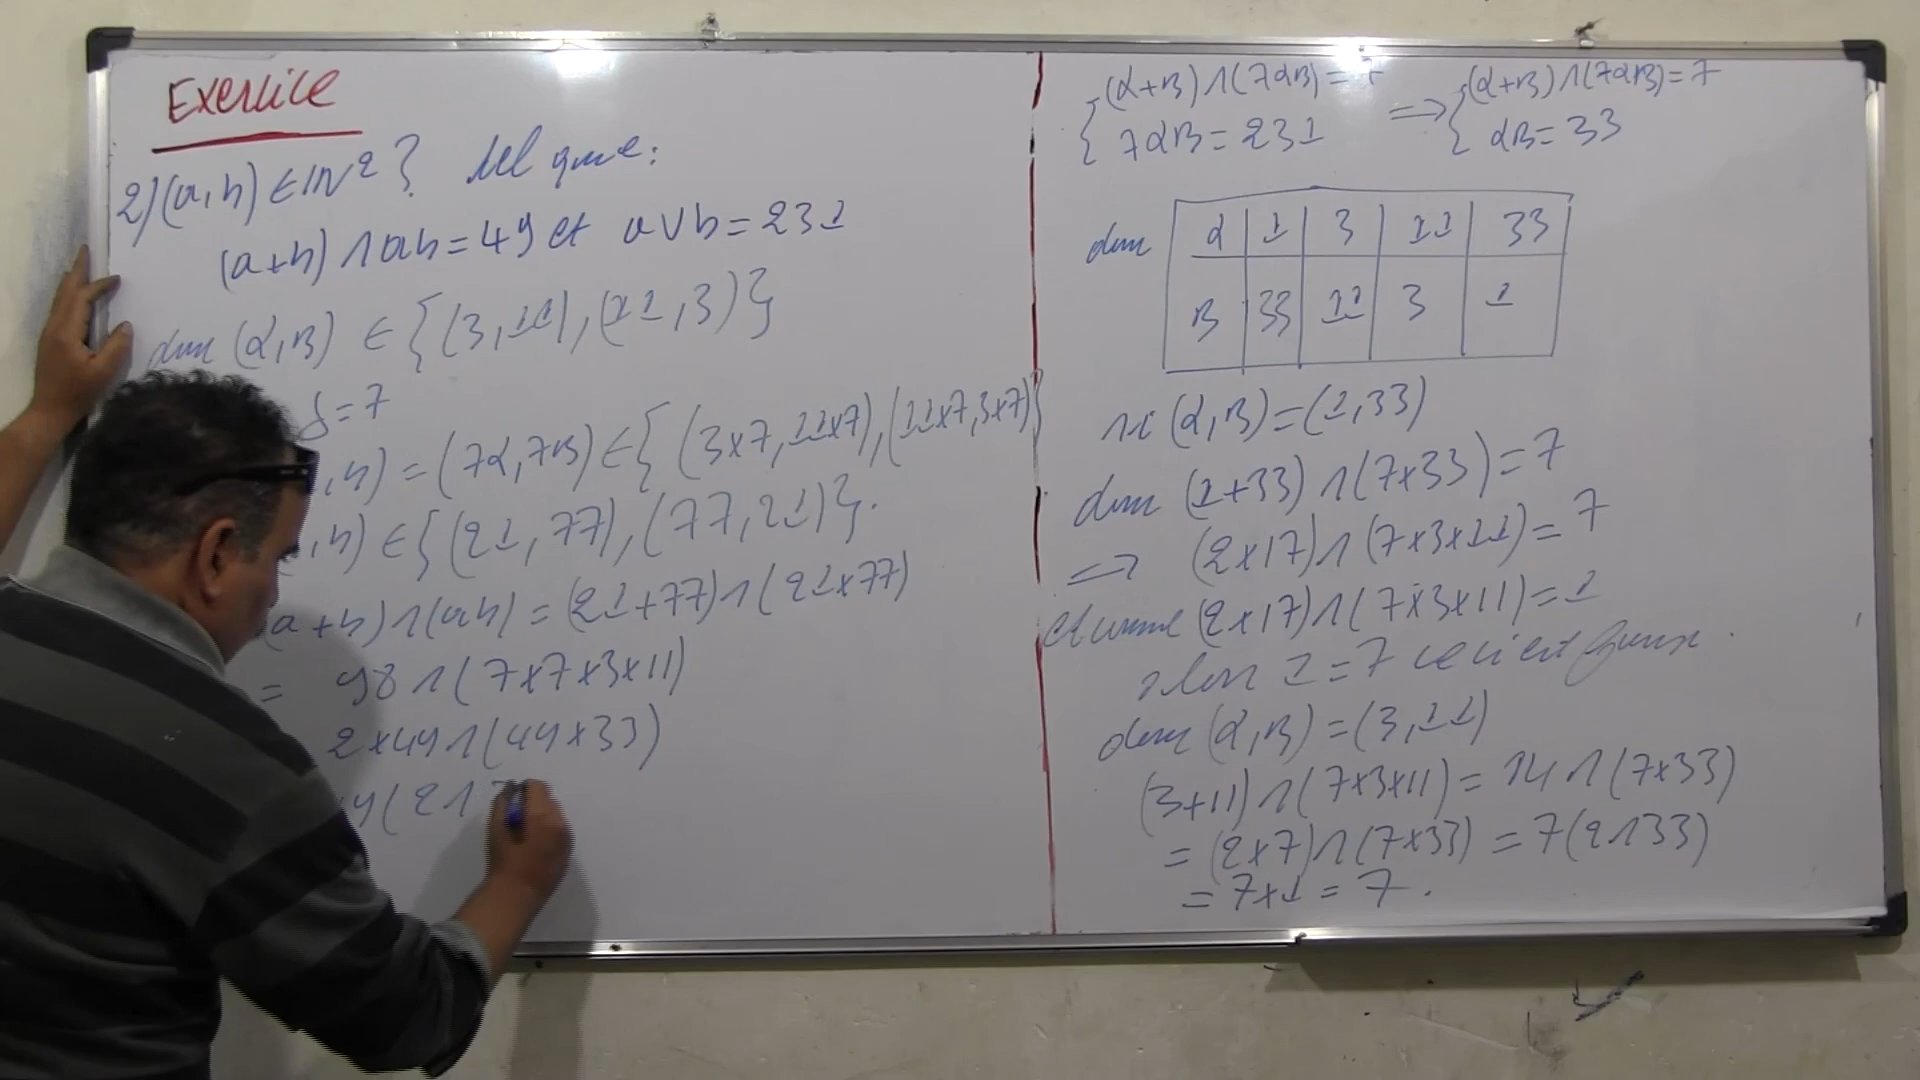 Exercice
2) (a,b) ∈ IN² ? tel que:
(a+b) ∧ ab = 49 et a∨b = 231
donc (α,β) ∈ {(3,11),(11,3)}
δ = 7
,b) = (7α,7β) ∈ {(3×7,11×7),(11×7,3×7)}
,b) ∈ {(21,77),(77,21)}.
(a+b)∧(ab) = (21+77)∧(21×77)
= 98∧(7×7×3×11)
2×49∧(49×33)
9(2∧3
{ (α+β)∧(7αβ) = 7 ⟹ { (α+β)∧(7αβ) = 7
7αβ = 231 αβ = 33
donc α 1 3 11 33
β 33 11 3 1
si (α,β) = (1,33)
donc (1+33)∧(7×33) = 7
⟹ (2×17)∧(7×3×11) = 7
et comme (2×17)∧(7×3×11) = 1
alors 1 = 7 ceci est faux.
donc (α,β) = (3,11)
(3+11)∧(7×3×11) = 14∧(7×33)
= (2×7)∧(7×33) = 7(2∧33)
= 7×1 = 7.